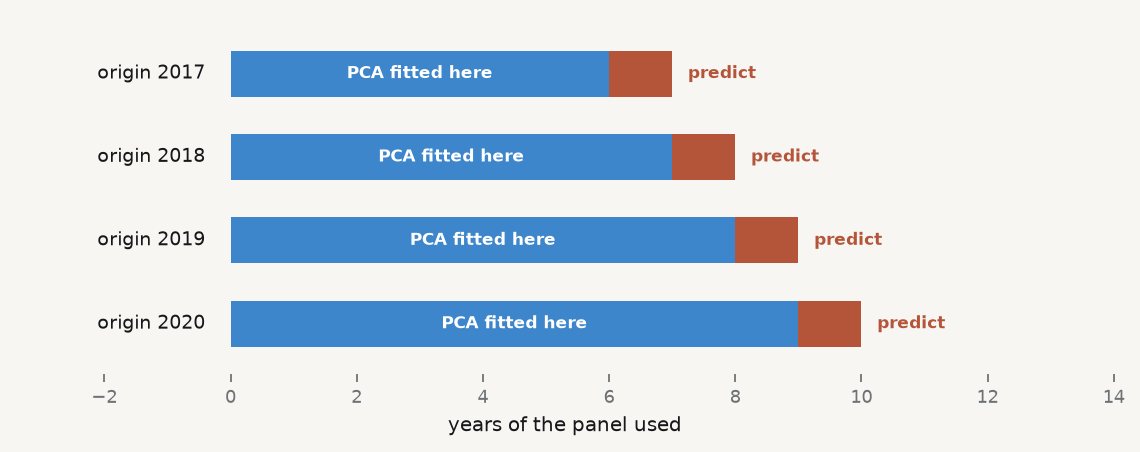 origin 2017 PCA fitted here predict
origin 2018 PCA fitted here predict
origin 2019 PCA fitted here predict
origin 2020 PCA fitted here predict
−2 0 2 4 6 8 10 12 14
years of the panel used